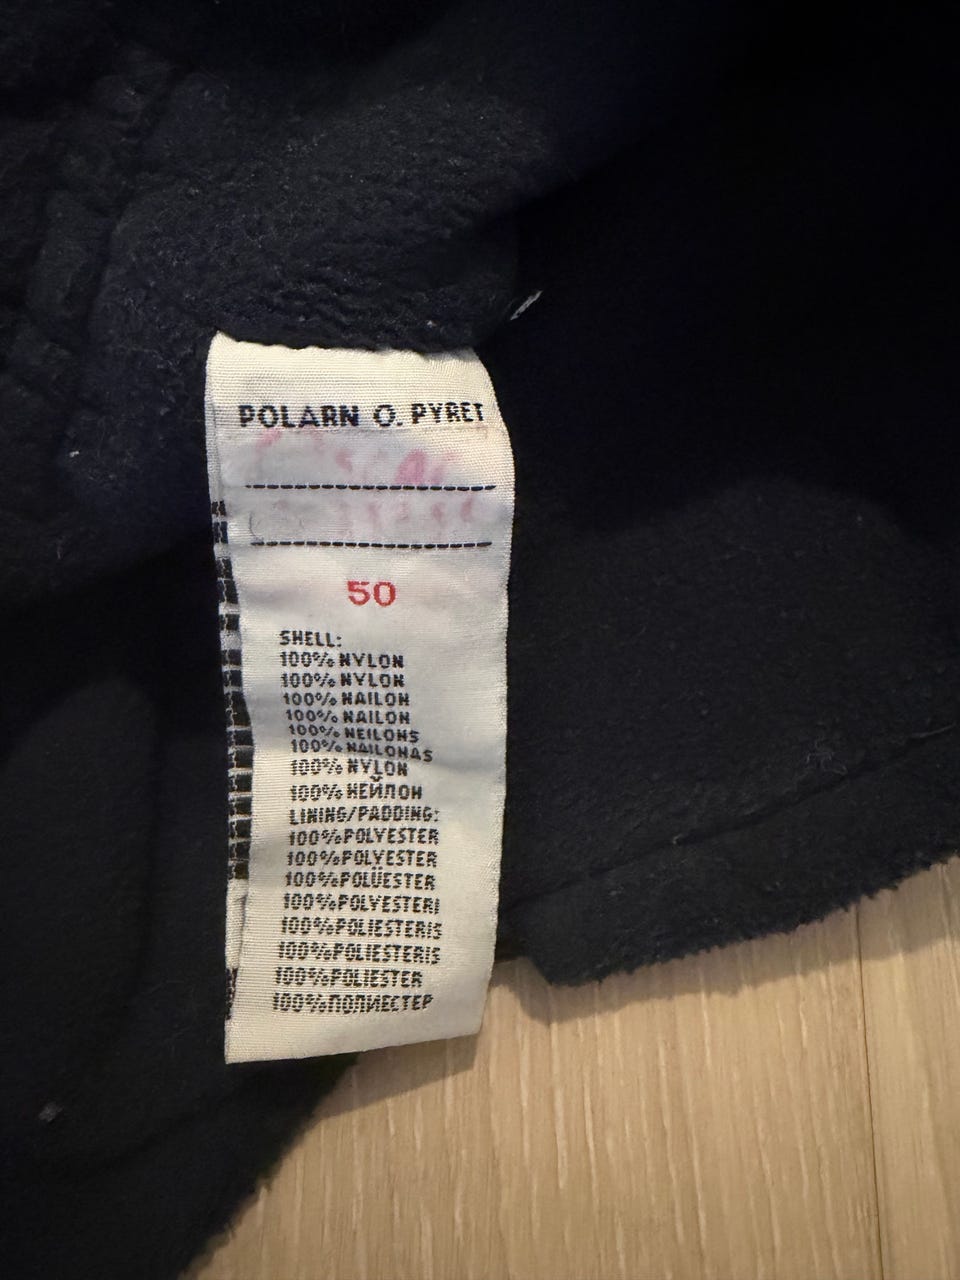 POLARN O. PYRET
50
SHELL:
100% NYLON
100% NYLON
100% NAILON
100% NAILON
100% NEILONS
100% NAILONAS
100% NYLON
100% НЕЙЛОН
LINING/PADDING:
100%POLYESTER
100%POLYESTER
100%POLÜESTER
100%POLYESTERI
100%POLIESTERIS
100%POLIESTERIS
100%POLIESTER
100%ПОЛИЕСТЕР